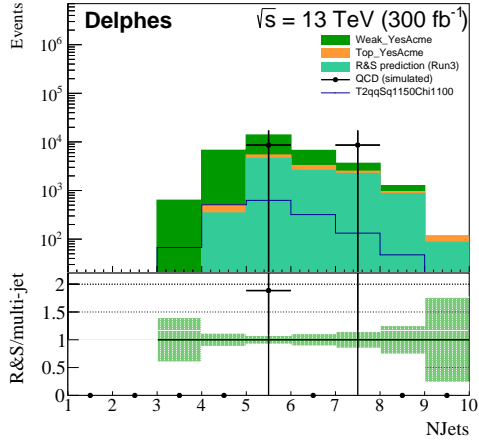 Delphes √s = 13 TeV (300 fb⁻¹)
Events
Weak_YesAcme
Top_YesAcme
R&S prediction (Run3)
QCD (simulated)
T2qqSq1150Chi1100
10⁶
10⁵
10⁴
10³
10²
R&S/multi-jet
2
1.5
1
0.5
0
1 2 3 4 5 6 7 8 9 10
NJets